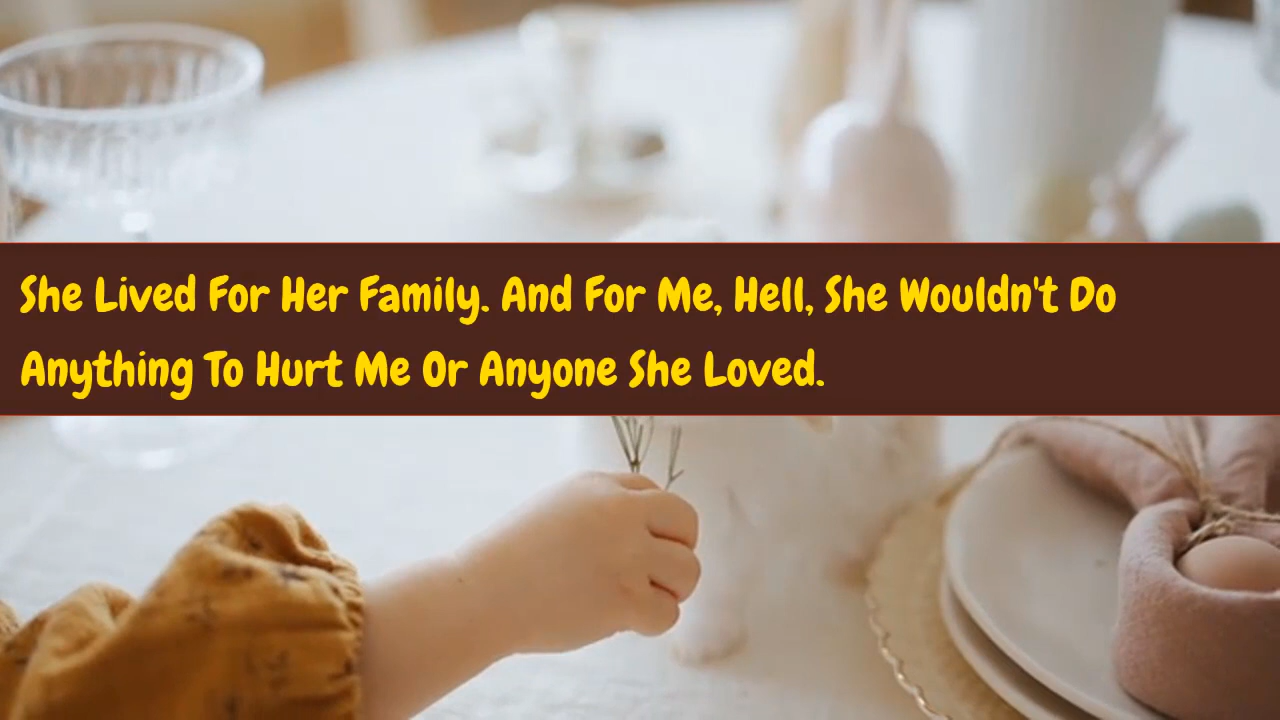 She Lived For Her Family. And For Me, Hell, She Wouldn't Do
Anything To Hurt Me Or Anyone She Loved.